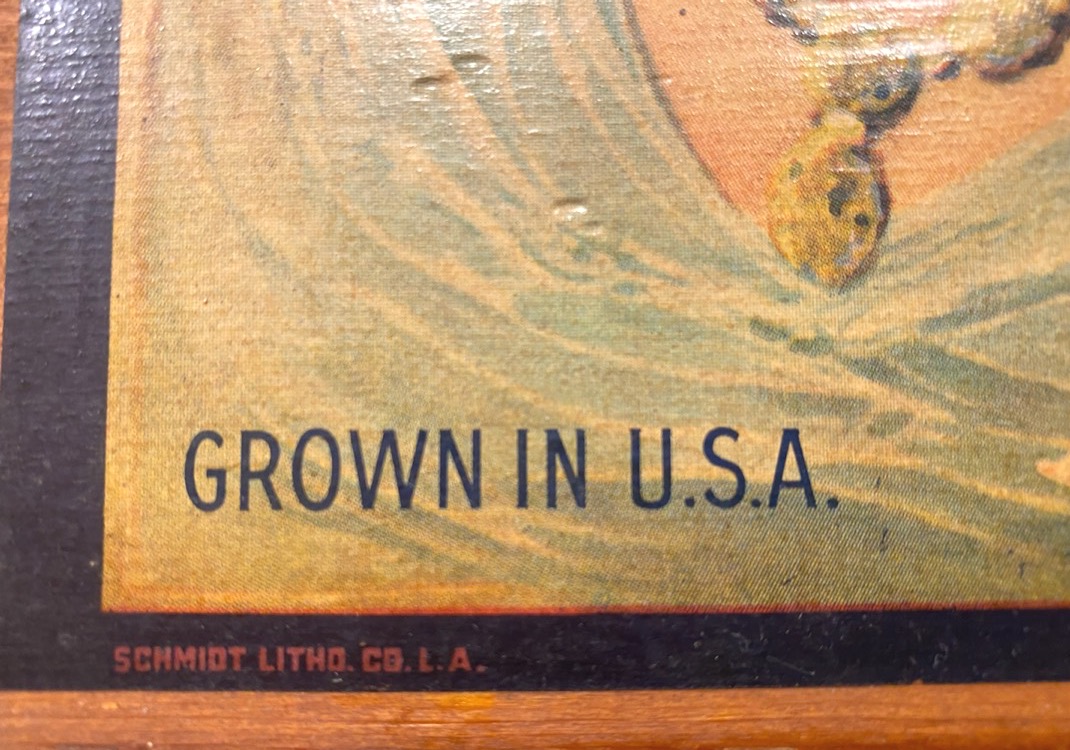 GROWN IN U.S.A.
SCHMIDT LITHO. CO. L.A.